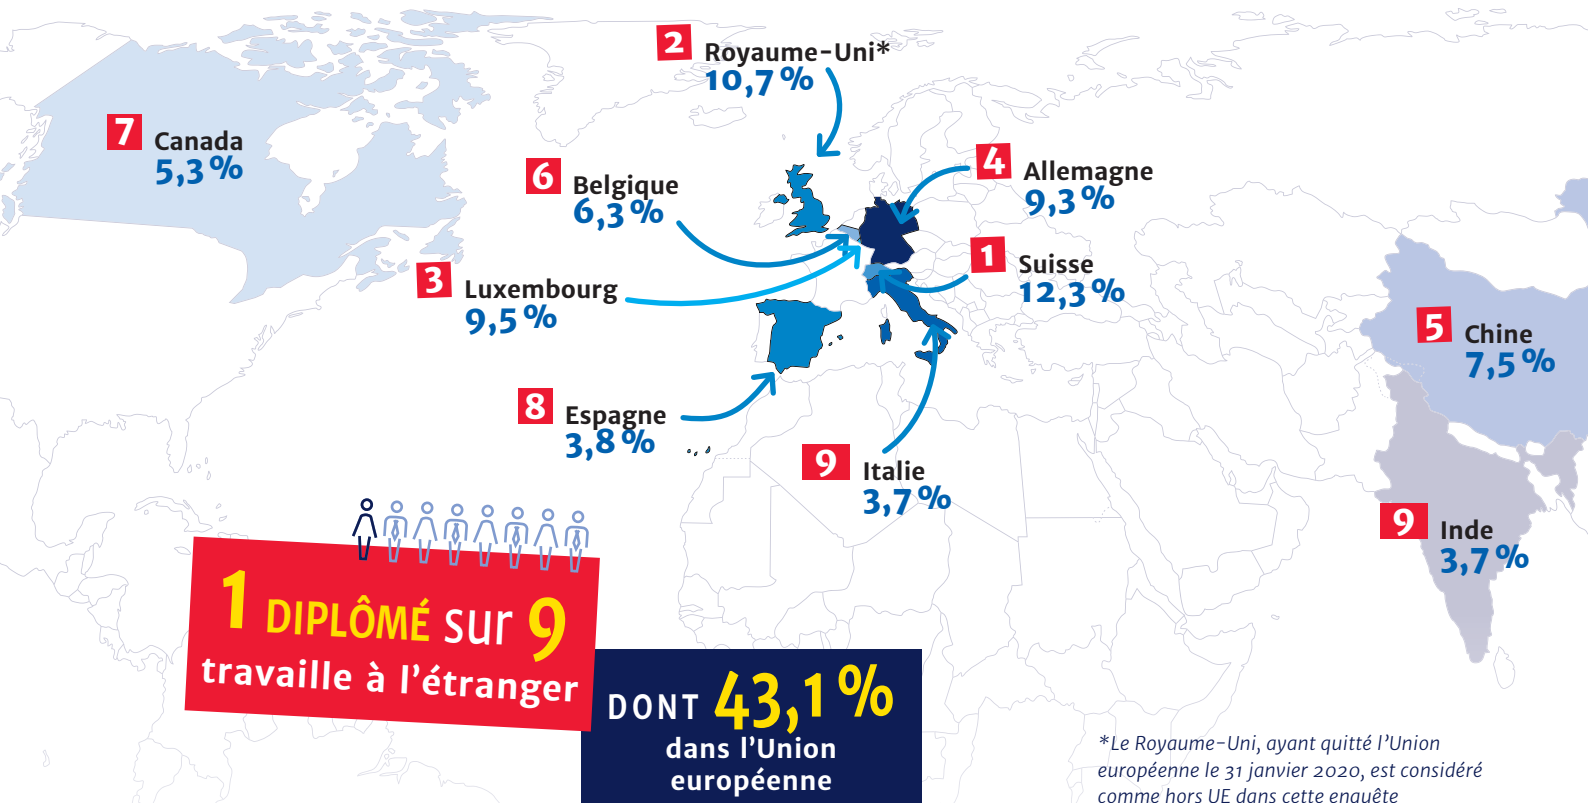 2 Royaume-Uni*
10,7 %
7 Canada
5,3 %
6 Belgique
6,3 %
4 Allemagne
9,3 %
1 Suisse
12,3 %
3 Luxembourg
9,5 %
5 Chine
7,5 %
8 Espagne
3,8 %
9 Italie
3,7 %
9 Inde
3,7 %
1 DIPLÔMÉ sur 9
travaille à l'étranger
DONT 43,1 %
dans l'Union
européenne
*Le Royaume-Uni, ayant quitté l'Union
européenne le 31 janvier 2020, est considéré
comme hors UE dans cette enquête